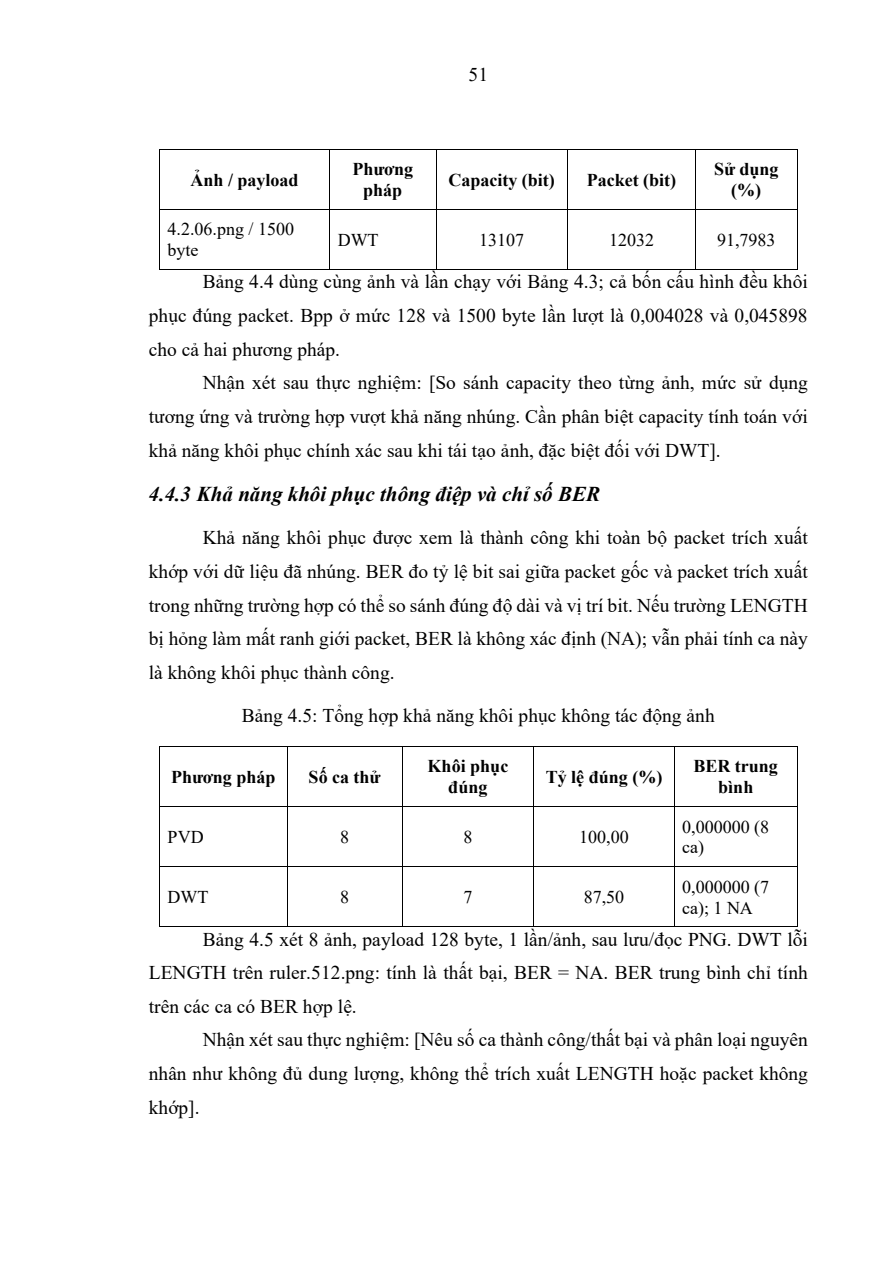 51
Ảnh / payload
Phương
pháp
Capacity (bit)
Packet (bit)
Sử dụng
(%)
4.2.06.png / 1500
byte
DWT
13107
12032
91,7983
Bảng 4.4 dùng cùng ảnh và lần chạy với Bảng 4.3; cả bốn cấu hình đều khôi
phục đúng packet. Bpp ở mức 128 và 1500 byte lần lượt là 0,004028 và 0,045898
cho cả hai phương pháp.
Nhận xét sau thực nghiệm: [So sánh capacity theo từng ảnh, mức sử dụng
tương ứng và trường hợp vượt khả năng nhúng. Cần phân biệt capacity tính toán với
khả năng khôi phục chính xác sau khi tái tạo ảnh, đặc biệt đối với DWT].
4.4.3 Khả năng khôi phục thông điệp và chỉ số BER
Khả năng khôi phục được xem là thành công khi toàn bộ packet trích xuất
khớp với dữ liệu đã nhúng. BER đo tỷ lệ bit sai giữa packet gốc và packet trích xuất
trong những trường hợp có thể so sánh đúng độ dài và vị trí bit. Nếu trường LENGTH
bị hỏng làm mất ranh giới packet, BER là không xác định (NA); vẫn phải tính ca này
là không khôi phục thành công.
Bảng 4.5: Tổng hợp khả năng khôi phục không tác động ảnh
Phương pháp
Số ca thử
Khôi phục
đúng
Tỷ lệ đúng (%)
BER trung
bình
PVD
8
8
100,00
0,000000 (8
ca)
DWT
8
7
87,50
0,000000 (7
ca); 1 NA
Bảng 4.5 xét 8 ảnh, payload 128 byte, 1 lần/ảnh, sau lưu/đọc PNG. DWT lỗi
LENGTH trên ruler.512.png: tính là thất bại, BER = NA. BER trung bình chỉ tính
trên các ca có BER hợp lệ.
Nhận xét sau thực nghiệm: [Nêu số ca thành công/thất bại và phân loại nguyên
nhân như không đủ dung lượng, không thể trích xuất LENGTH hoặc packet không
khớp].